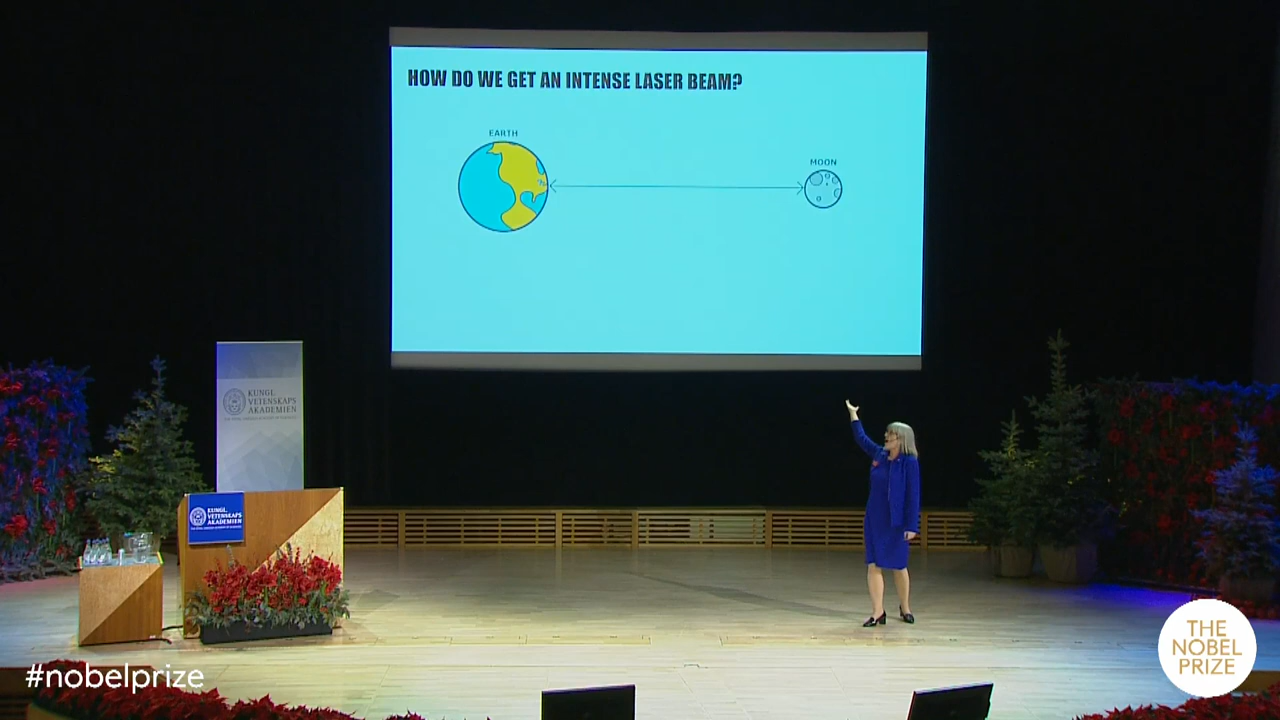 HOW DO WE GET AN INTENSE LASER BEAM?
EARTH
MOON
KUNGL.
VETENSKAPS
AKADEMIEN
KUNGL.
VETENSKAPS
AKADEMIEN
#nobelprize
THE
NOBEL
PRIZE